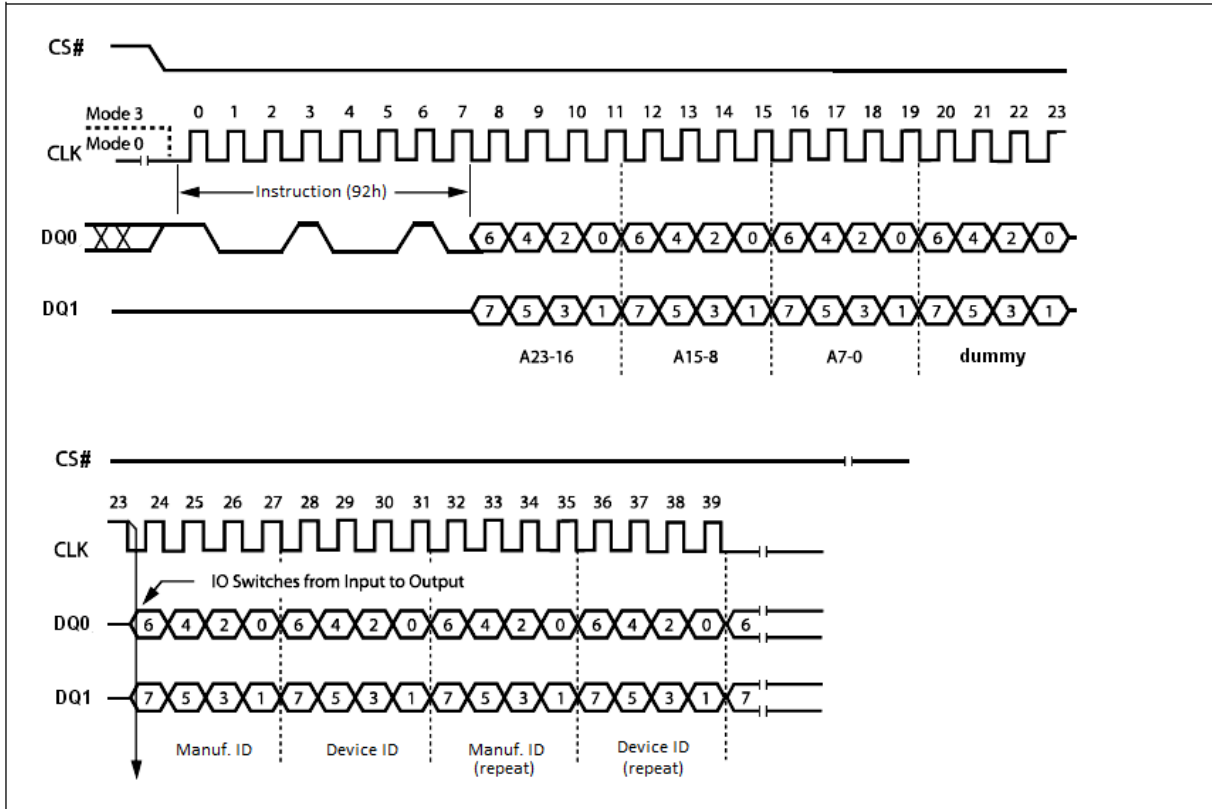 CS#
0 1 2 3 4 5 6 7 8 9 10 11 12 13 14 15 16 17 18 19 20 21 22 23
Mode 3
Mode 0
CLK
Instruction (92h)
DQ0 6 4 2 0 6 4 2 0 6 4 2 0 6 4 2 0
DQ1 7 5 3 1 7 5 3 1 7 5 3 1 7 5 3 1
A23-16 A15-8 A7-0 dummy
CS#
23 24 25 26 27 28 29 30 31 32 33 34 35 36 37 38 39
CLK
IO Switches from Input to Output
DQ0 6 4 2 0 6 4 2 0 6 4 2 0 6 4 2 0 6
DQ1 7 5 3 1 7 5 3 1 7 5 3 1 7 5 3 1 7
Manuf. ID Device ID Manuf. ID Device ID
(repeat) (repeat)